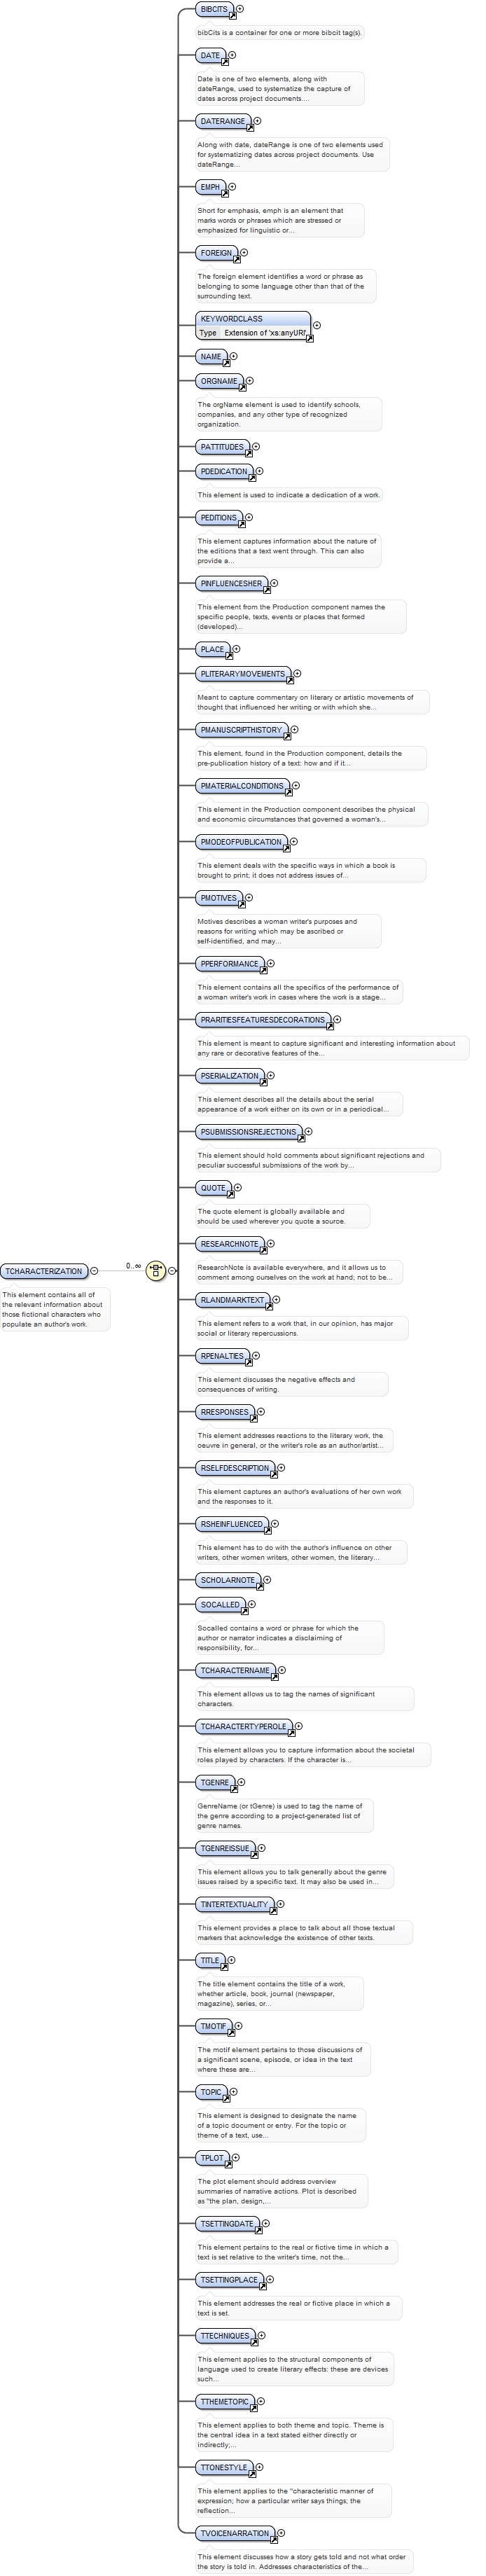 BIBCITS
bibCits is a container for one or more bibcit tag(s).
DATE
Date is one of two elements, along with
dateRange, used to systematize the capture of
dates across project documents....
DATERANGE
Along with date, dateRange is one of two elements used
for systematizing dates across project documents. Use
dateRange...
EMPH
Short for emphasis, emph is an element that
marks words or phrases which are stressed or
emphasized for linguistic or...
FOREIGN
The foreign element identifies a word or phrase as
belonging to some language other than that of the
surrounding text.
KEYWORDCLASS
Type Extension of 'xs:anyURI'
NAME
ORGNAME
The orgName element is used to identify schools,
companies, and any other type of recognized
organization.
PATTITUDES
PDEDICATION
This element is used to indicate a dedication of a work.
PEDITIONS
This element captures information about the nature of
the editions that a text went through. This can also
provide a...
PINFLUENCESHER
This element from the Production component names the
specific people, texts, events or places that formed
(developed)...
PLACE
PLITERARYMOVEMENTS
Meant to capture commentary on literary or artistic movements of
thought that influenced her writing or with which she...
PMANUSCRIPTHISTORY
This element, found in the Production component, details the
pre-publication history of a text: how and if it...
PMATERIALCONDITIONS
This element in the Production component describes the physical
and economic circumstances that governed a woman's...
PMODEOFPUBLICATION
This element deals with the specific ways in which a book is
brought to print; it does not address issues of...
PMOTIVES
Motives describes a woman writer's purposes and
reasons for writing which may be ascribed or
self-identified, and may...
PPERFORMANCE
This element contains all the specifics of the performance of
a woman writer's work in cases where the work is a stage...
PRARITIESFEATURESDECORATIONS
This element is meant to capture significant and interesting information about
any rare or decorative features of the...
PSERIALIZATION
This element describes all the details about the serial
appearance of a work either on its own or in a periodical...
PSUBMISSIONSREJECTIONS
This element should hold comments about significant rejections and
peculiar successful submissions of the work by...
QUOTE
The quote element is globally available and
should be used wherever you quote a source.
RESEARCHNOTE
TCHARACTERIZATION 0..∞
ResearchNote is available everywhere, and it allows us to
comment among ourselves on the work at hand; not to be...
This element contains all of
the relevant information about
those fictional characters who
populate an author's work.
RLANDMARKTEXT
This element refers to a work that, in our opinion, has major
social or literary repercussions.
RPENALTIES
This element discusses the negative effects and
consequences of writing.
RRESPONSES
This element addresses reactions to the literary work, the
oeuvre in general, or the writer's role as an author/artist...
RSELFDESCRIPTION
This element captures an author's evaluations of her own work
and the responses to it.
RSHEINFLUENCED
This element has to do with the author's influence on other
writers, other women writers, other women, the literary...
SCHOLARNOTE
SOCALLED
Socalled contains a word or phrase for which the
author or narrator indicates a disclaiming of
responsibility, for...
TCHARACTERNAME
This element allows us to tag the names of significant
characters.
TCHARACTERTYPEROLE
This element allows you to capture information about the societal
roles played by characters. If the character is...
TGENRE
GenreName (or tGenre) is used to tag the name of
the genre according to a project-generated list of
genre names.
TGENREISSUE
This element allows you to talk generally about the genre
issues raised by a specific text. It may also be used in...
TINTERTEXTUALITY
This element provides a place to talk about all those textual
markers that acknowledge the existence of other texts.
TITLE
The title element contains the title of a work,
whether article, book, journal (newspaper,
magazine), series, or...
TMOTIF
The motif element pertains to those discussions of
a significant scene, episode, or idea in the text
where these are...
TOPIC
This element is designed to designate the name
of a topic document or entry. For the topic or
theme of a text, use...
TPLOT
The plot element should address overview
summaries of narrative actions. Plot is described
as "the plan, design,...
TSETTINGDATE
This element pertains to the real or fictive time in which a
text is set relative to the writer's time, not the...
TSETTINGPLACE
This element addresses the real or fictive place in which a
text is set.
TTECHNIQUES
This element applies to the structural components of
language used to create literary effects: these are devices
such...
TTHEMETOPIC
This element applies to both theme and topic. Theme is
the central idea in a text stated either directly or
indirectly;...
TTONESTYLE
This element applies to the "characteristic manner of
expression; how a particular writer says things; the
reflection...
TVOICENARRATION
This element discusses how a story gets told and not what order
the story is told in. Addresses characteristics of the...